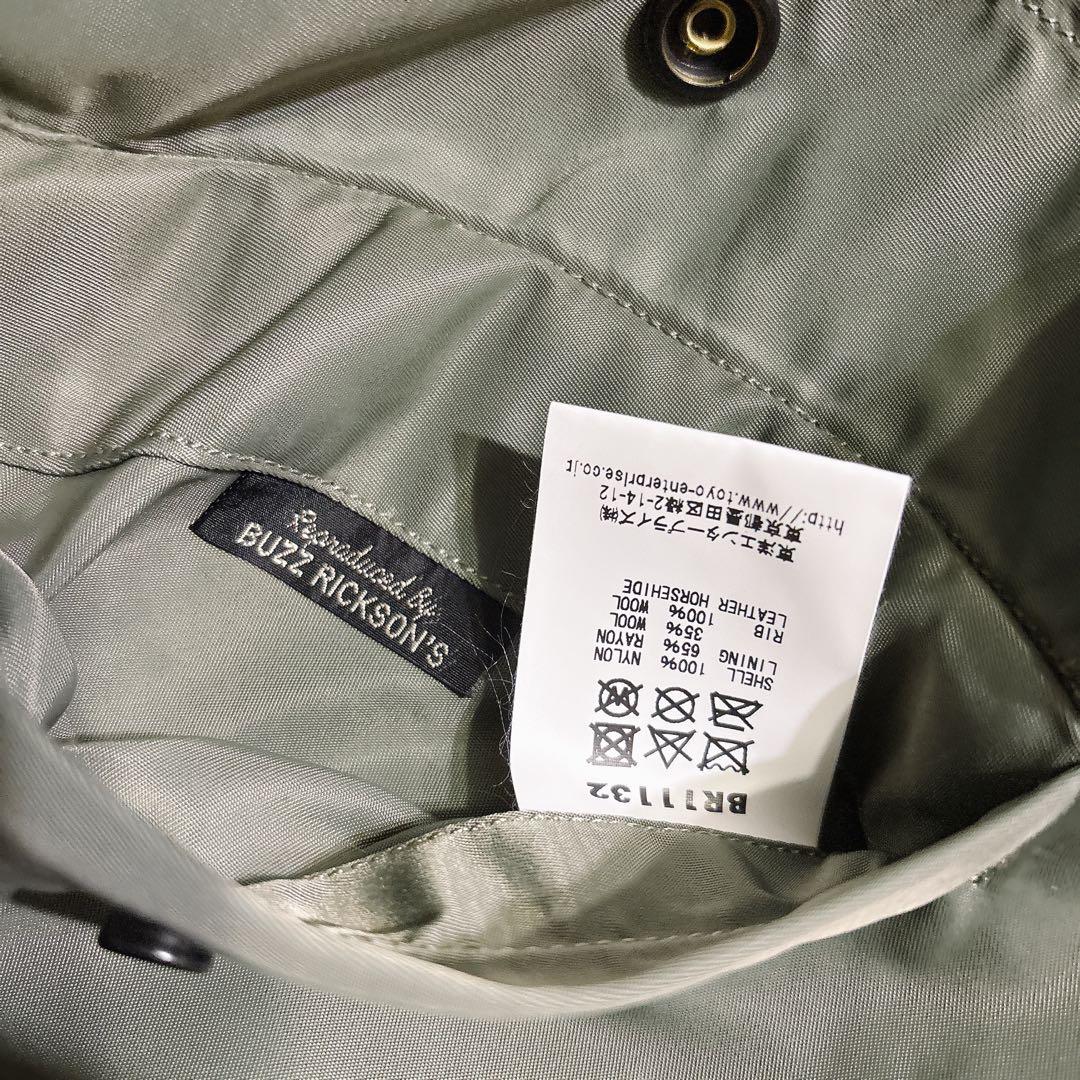 Reproduced by
BUZZ RICKSON'S
BR11132
SHELL 100% NYLON
LINING 65% RAYON
35% WOOL
RIB 100% WOOL
LEATHER HORSEHIDE
東洋エンタープライズ㈱
東京都墨田区緑2-14-12
http://www.toyo-enterprise.co.jp